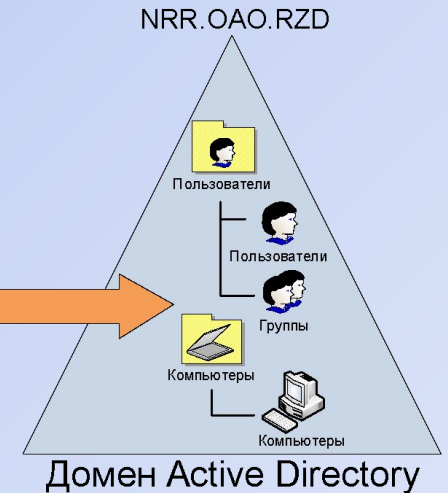 NRR.OAO.RZD
Пользователи
Пользователи
Группы
Компьютеры
Компьютеры
Домен Active Directory